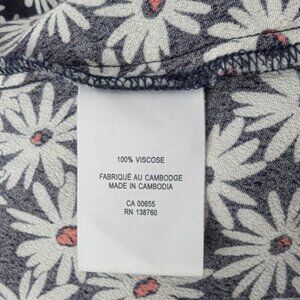 100% VISCOSE
FABRIQUÉ AU CAMBODGE
MADE IN CAMBODIA
CA 00655
RN 138760